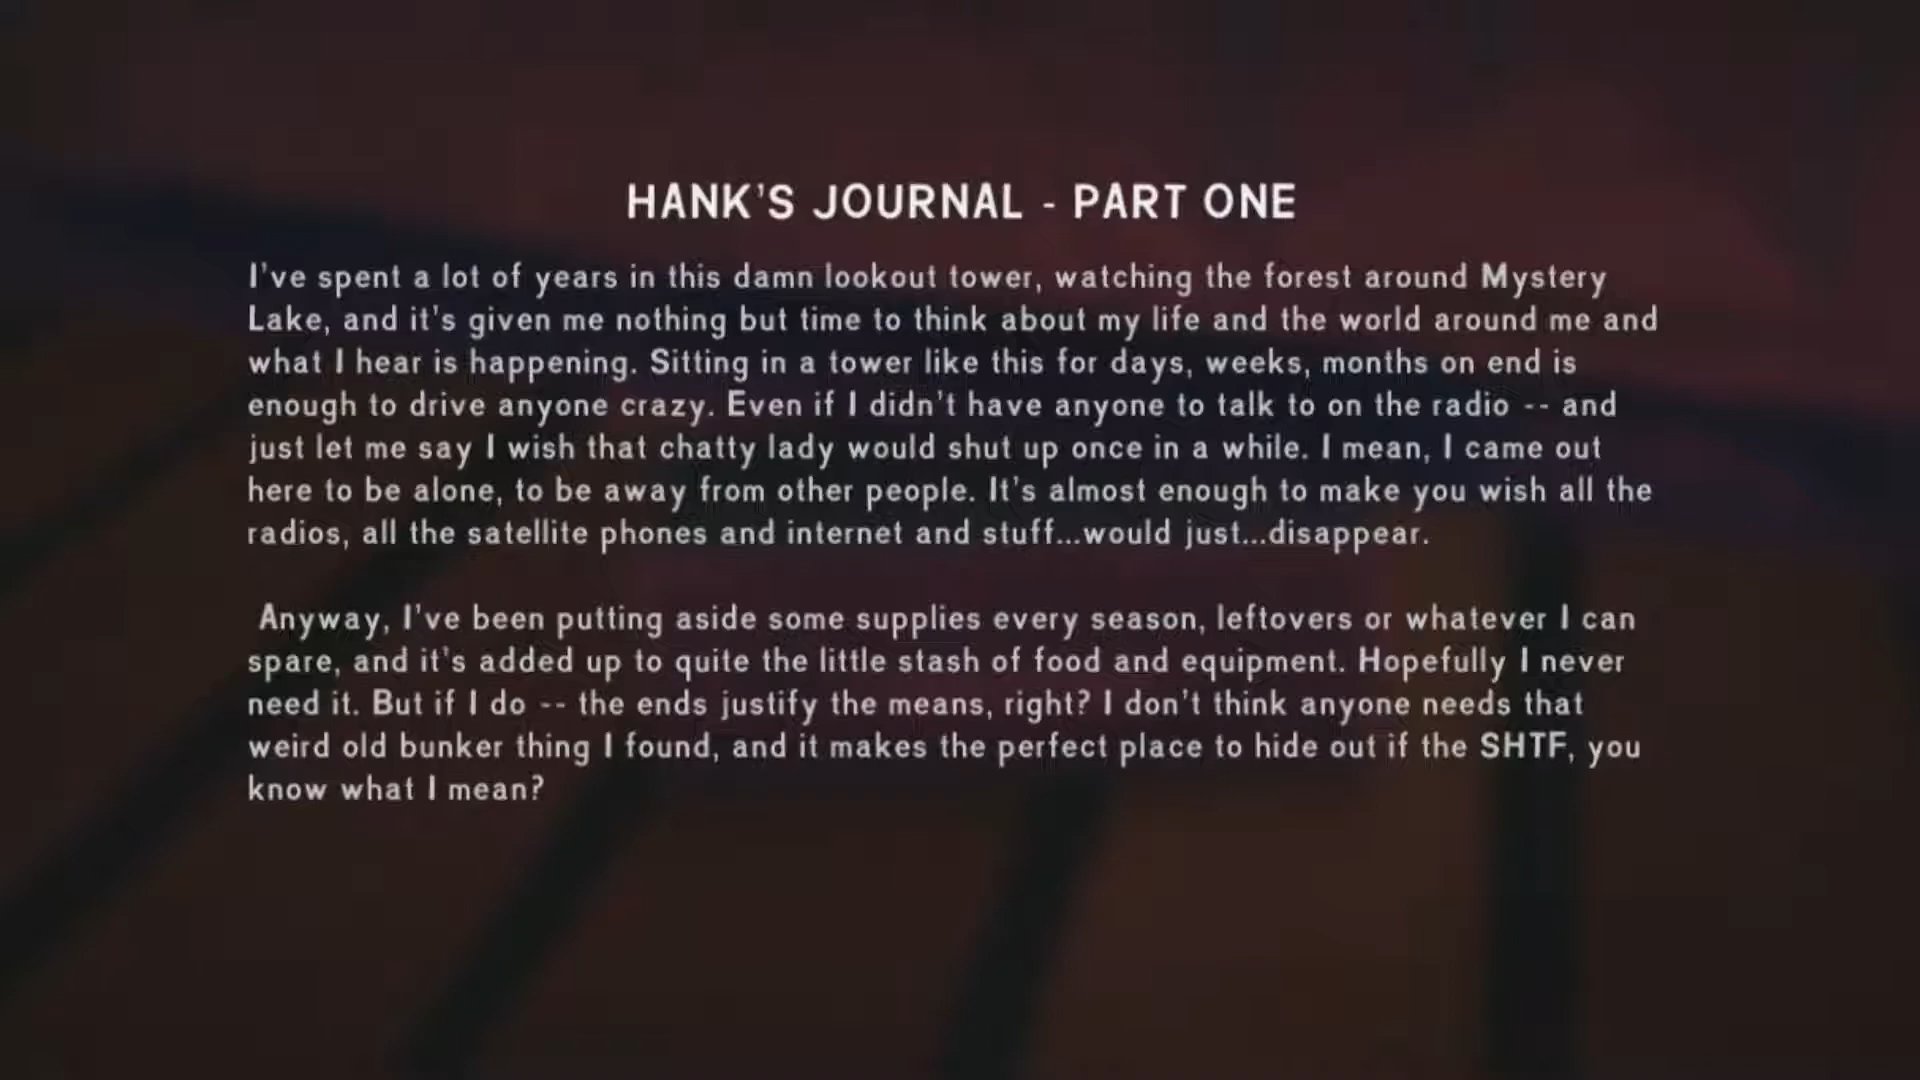 HANK'S JOURNAL - PART ONE
I've spent a lot of years in this damn lookout tower, watching the forest around Mystery
Lake, and it's given me nothing but time to think about my life and the world around me and
what I hear is happening. Sitting in a tower like this for days, weeks, months on end is
enough to drive anyone crazy. Even if I didn't have anyone to talk to on the radio -- and
just let me say I wish that chatty lady would shut up once in a while. I mean, I came out
here to be alone, to be away from other people. It's almost enough to make you wish all the
radios, all the satellite phones and internet and stuff...would just...disappear.
Anyway, I've been putting aside some supplies every season, leftovers or whatever I can
spare, and it's added up to quite the little stash of food and equipment. Hopefully I never
need it. But if I do -- the ends justify the means, right? I don't think anyone needs that
weird old bunker thing I found, and it makes the perfect place to hide out if the SHTF, you
know what I mean?